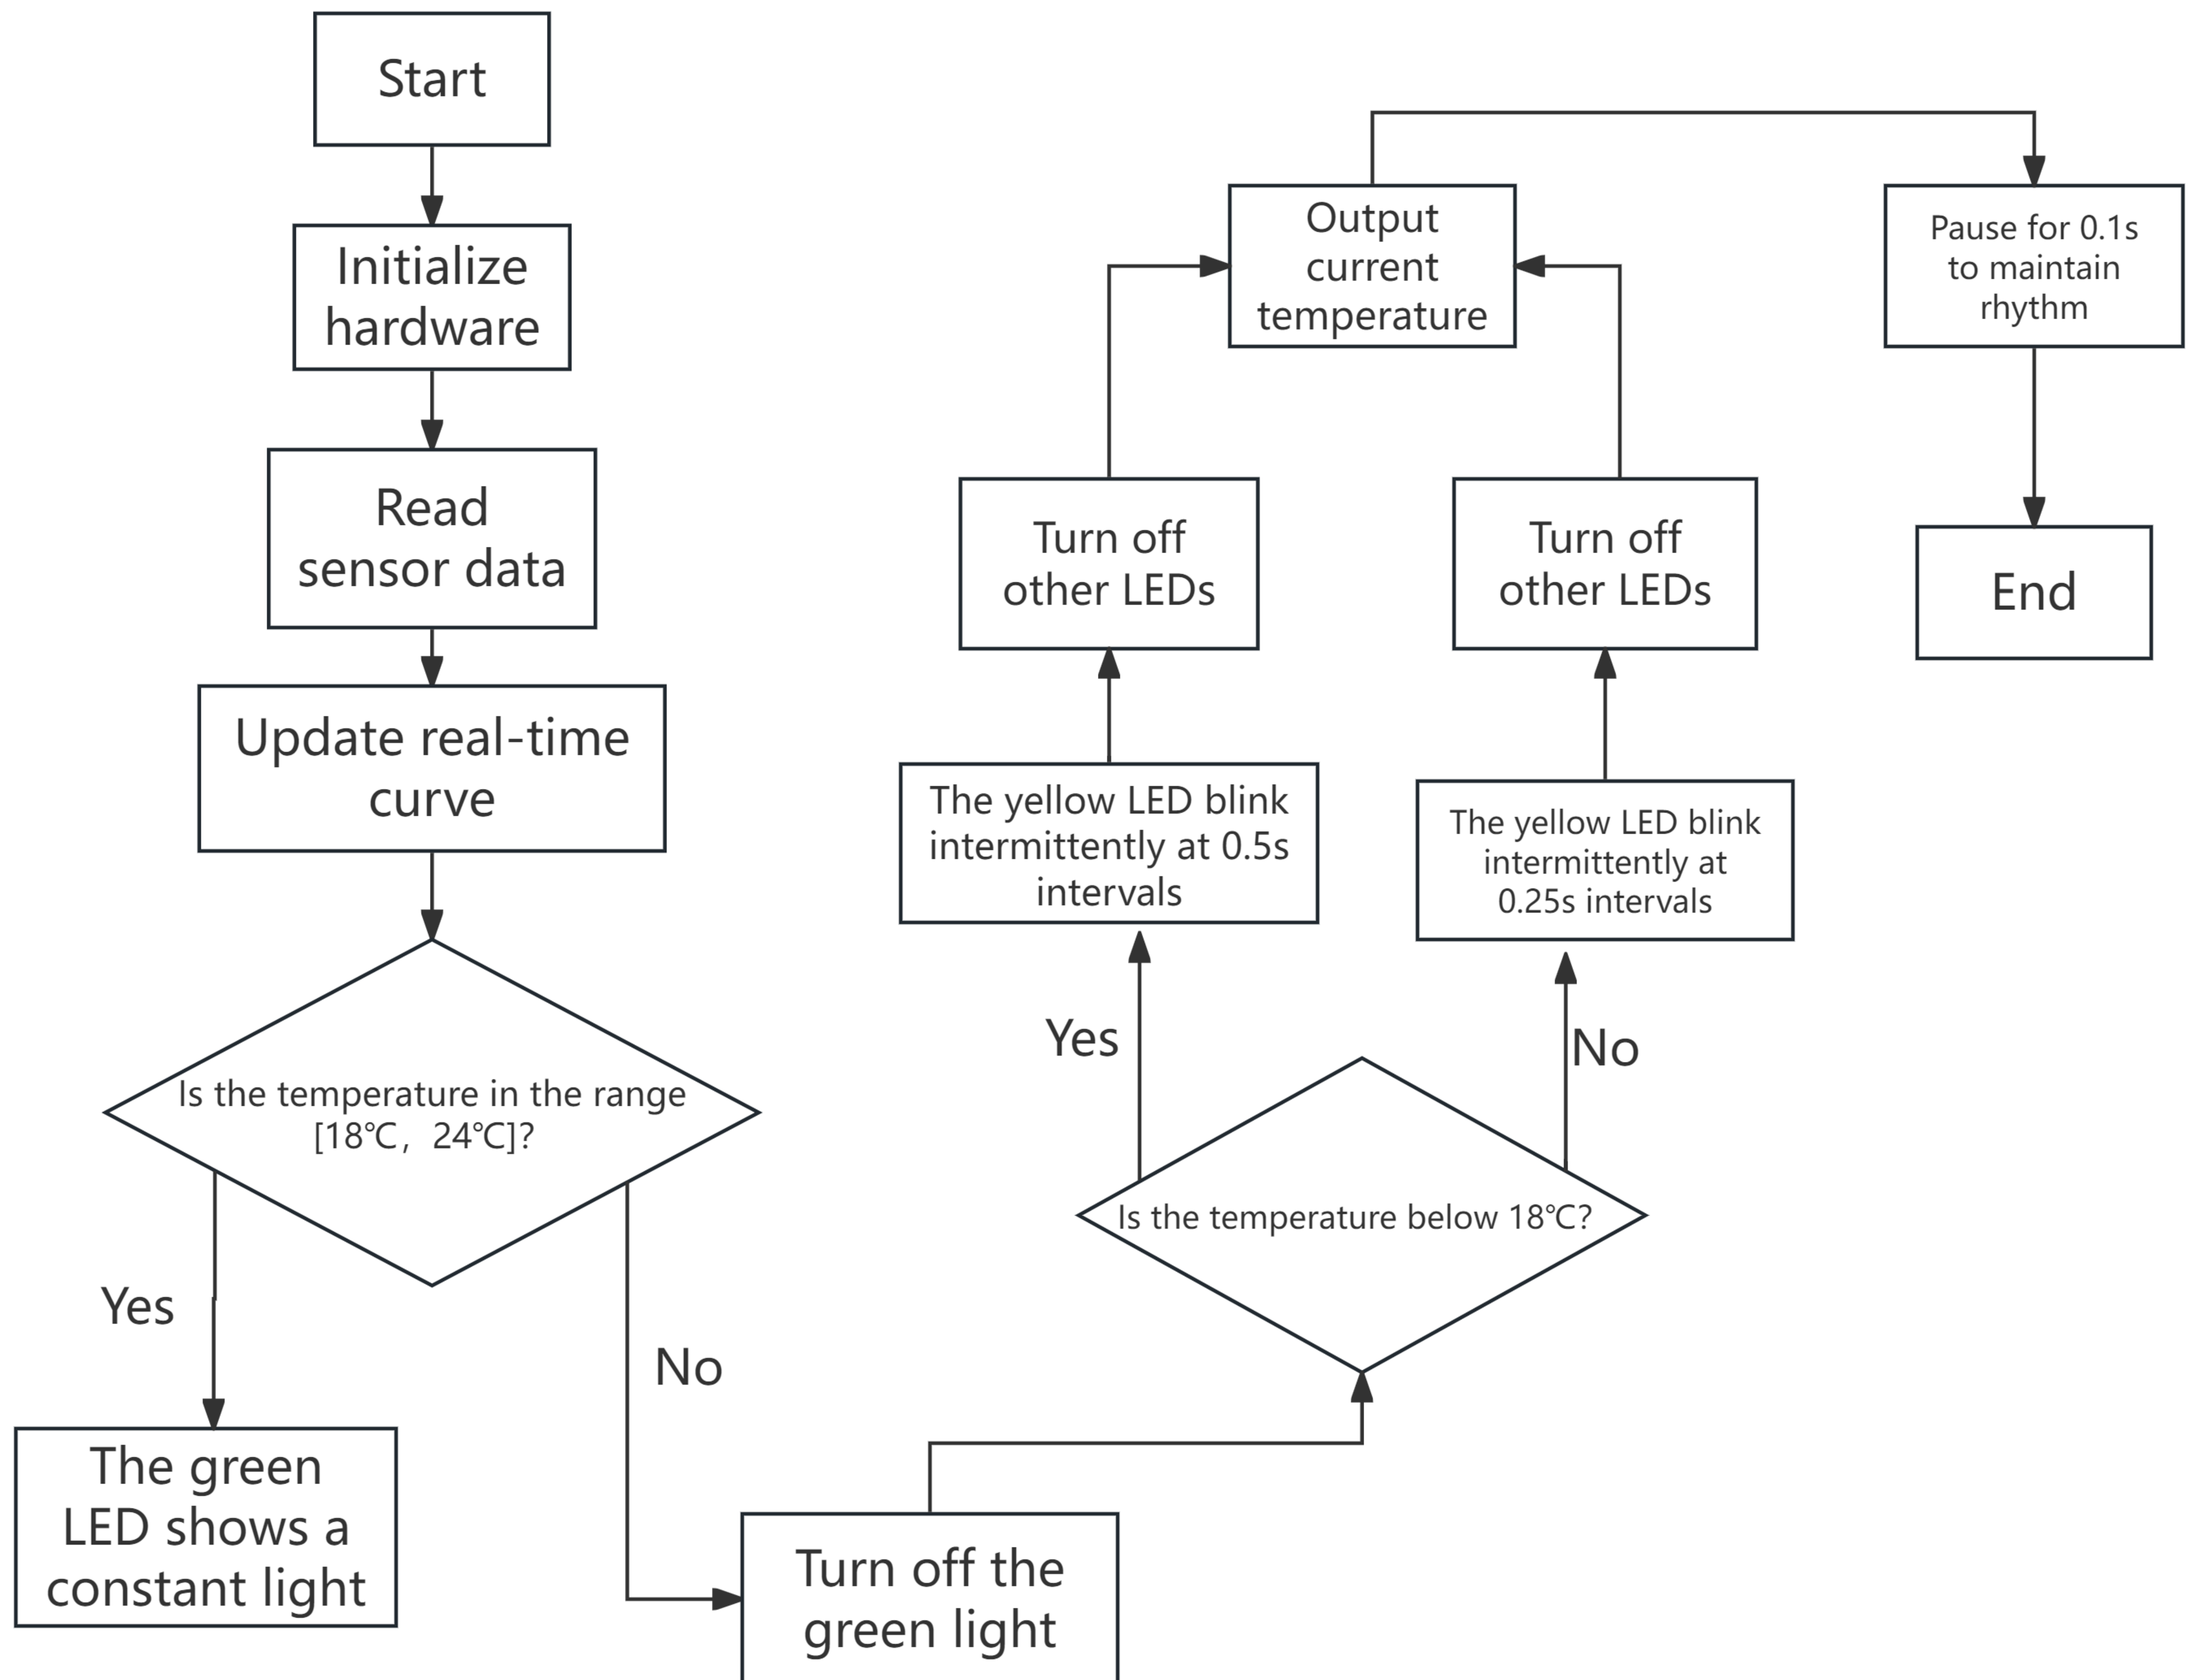 Start
Initialize
hardware
Read
sensor data
Update real-time
curve
Is the temperature in the range
[18℃，24℃]?
Yes
No
The green
LED shows a
constant light
Turn off the
green light
Is the temperature below 18℃?
Yes
No
The yellow LED blink
intermittently at 0.5s
intervals
The yellow LED blink
intermittently at
0.25s intervals
Turn off
other LEDs
Turn off
other LEDs
Output
current
temperature
Pause for 0.1s
to maintain
rhythm
End